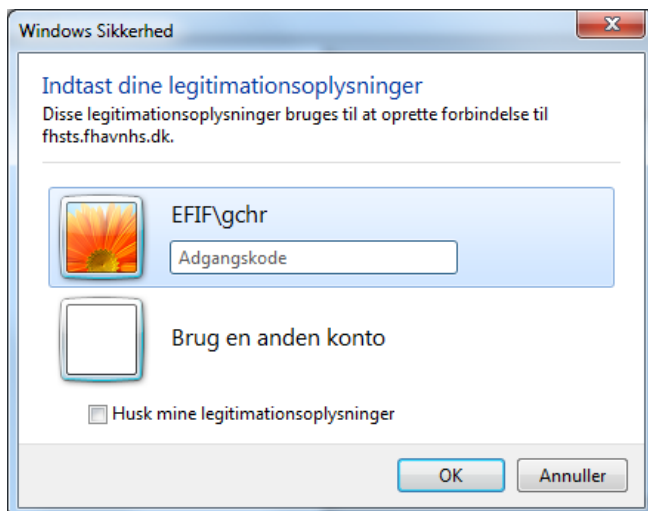 Windows Sikkerhed
Indtast dine legitimationsoplysninger
Disse legitimationsoplysninger bruges til at oprette forbindelse til
fhsts.fhavnhs.dk.
EFIF\gchr
Adgangskode
Brug en anden konto
Husk mine legitimationsoplysninger
OK
Annuller